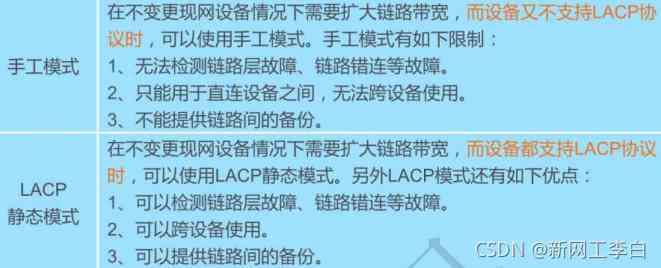 手工模式
在不变更现网设备情况下需要扩大链路带宽，而设备又不支持LACP协
议时，可以使用手工模式。手工模式有如下限制：
1、无法检测链路层故障、链路错连等故障。
2、只能用于直连设备之间，无法跨设备使用。
3、不能提供链路间的备份。
LACP
静态模式
在不变更现网设备情况下需要扩大链路带宽，而设备都支持LACP协议
时，可以使用LACP静态模式。另外LACP模式还有如下优点：
1、可以检测链路层故障、链路错连等故障。
2、可以跨设备使用。
3、可以提供链路间的备份。
CSDN @新网工李白